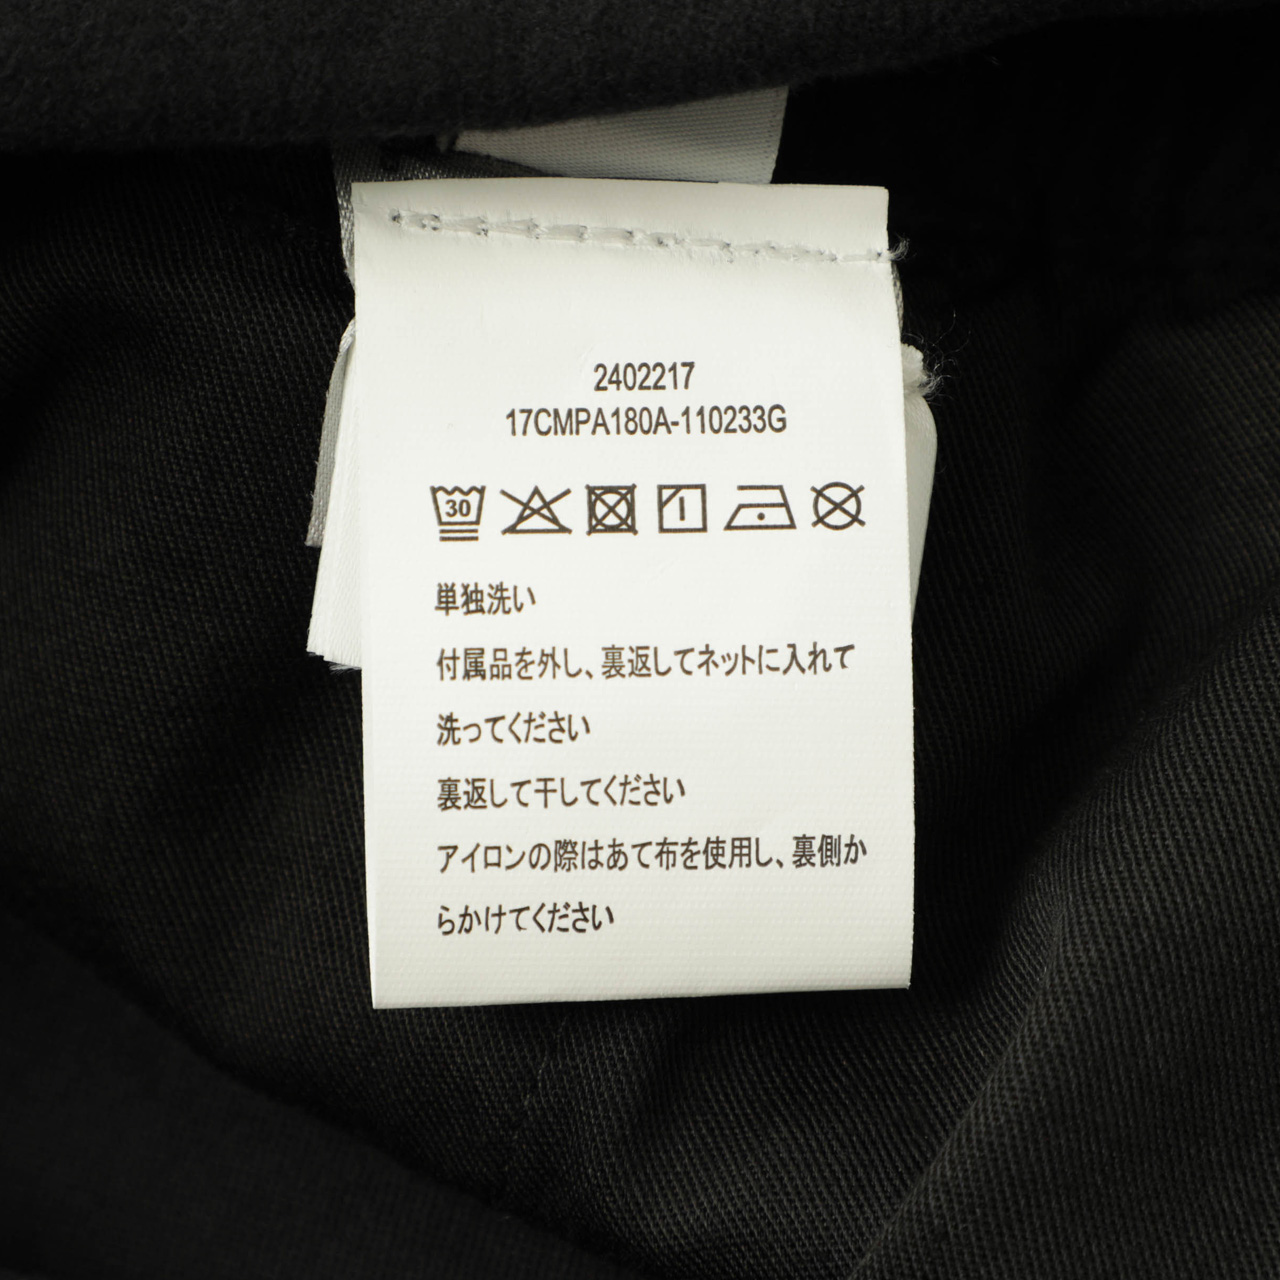 2402217
17CMPA180A-110233G
30
単独洗い
付属品を外し、裏返してネットに入れて
洗ってください
裏返して干してください
アイロンの際はあて布を使用し、裏側か
らかけてください